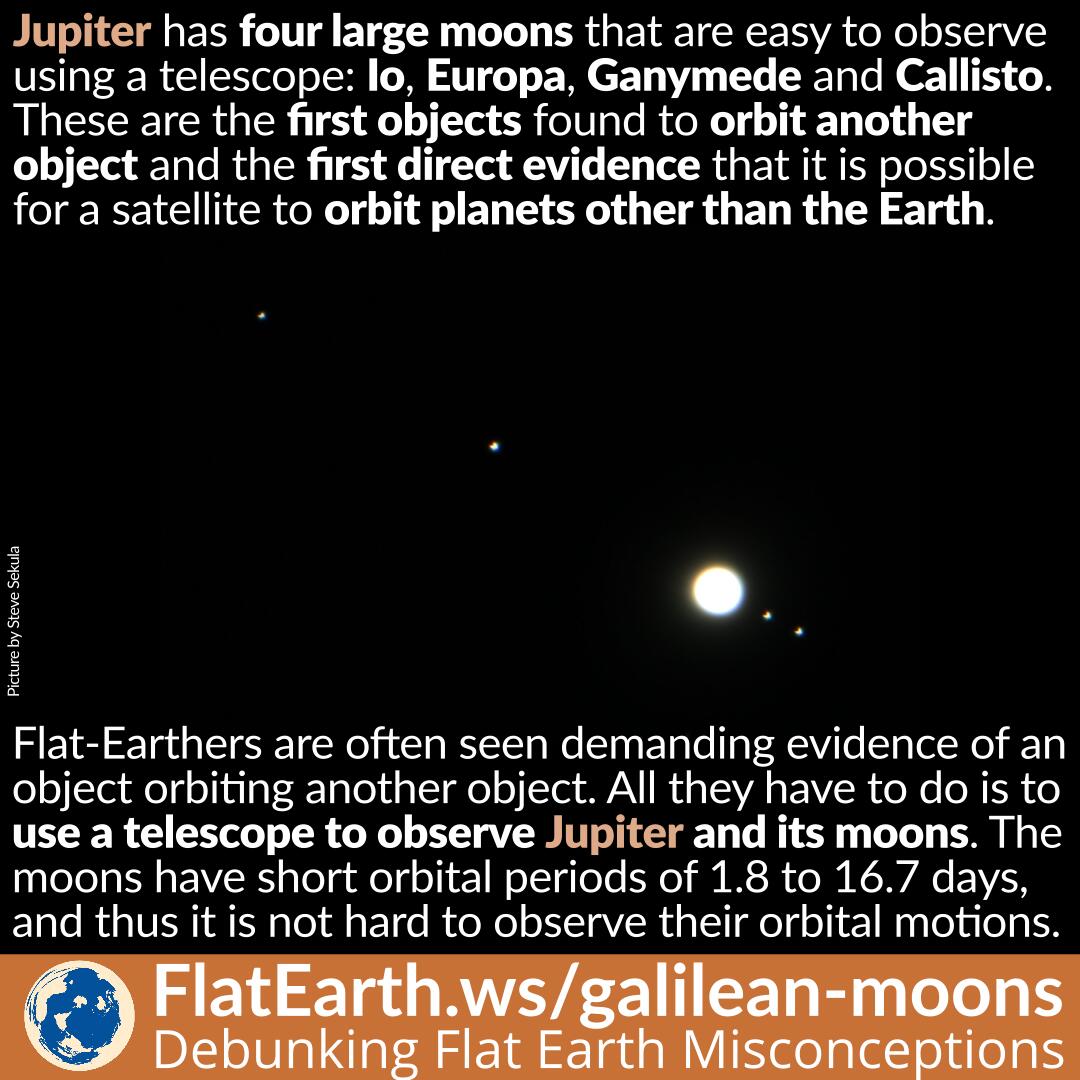 Jupiter has four large moons that are easy to observe
using a telescope: Io, Europa, Ganymede and Callisto.
These are the first objects found to orbit another
object and the first direct evidence that it is possible
for a satellite to orbit planets other than the Earth.
Picture by Steve Sekula
Flat-Earthers are often seen demanding evidence of an
object orbiting another object. All they have to do is to
use a telescope to observe Jupiter and its moons. The
moons have short orbital periods of 1.8 to 16.7 days,
and thus it is not hard to observe their orbital motions.
FlatEarth.ws/galilean-moons
Debunking Flat Earth Misconceptions